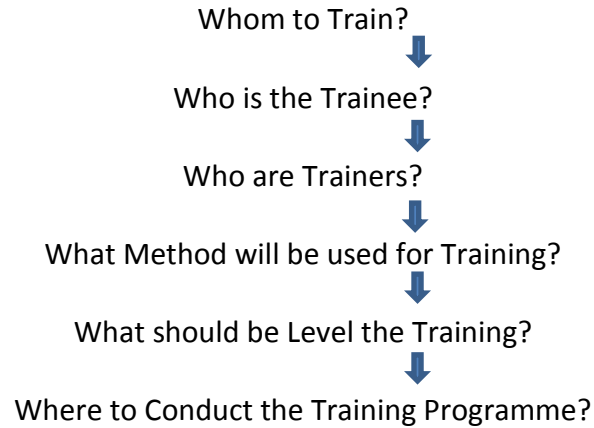 Whom to Train?
Who is the Trainee?
Who are Trainers?
What Method will be used for Training?
What should be Level the Training?
Where to Conduct the Training Programme?